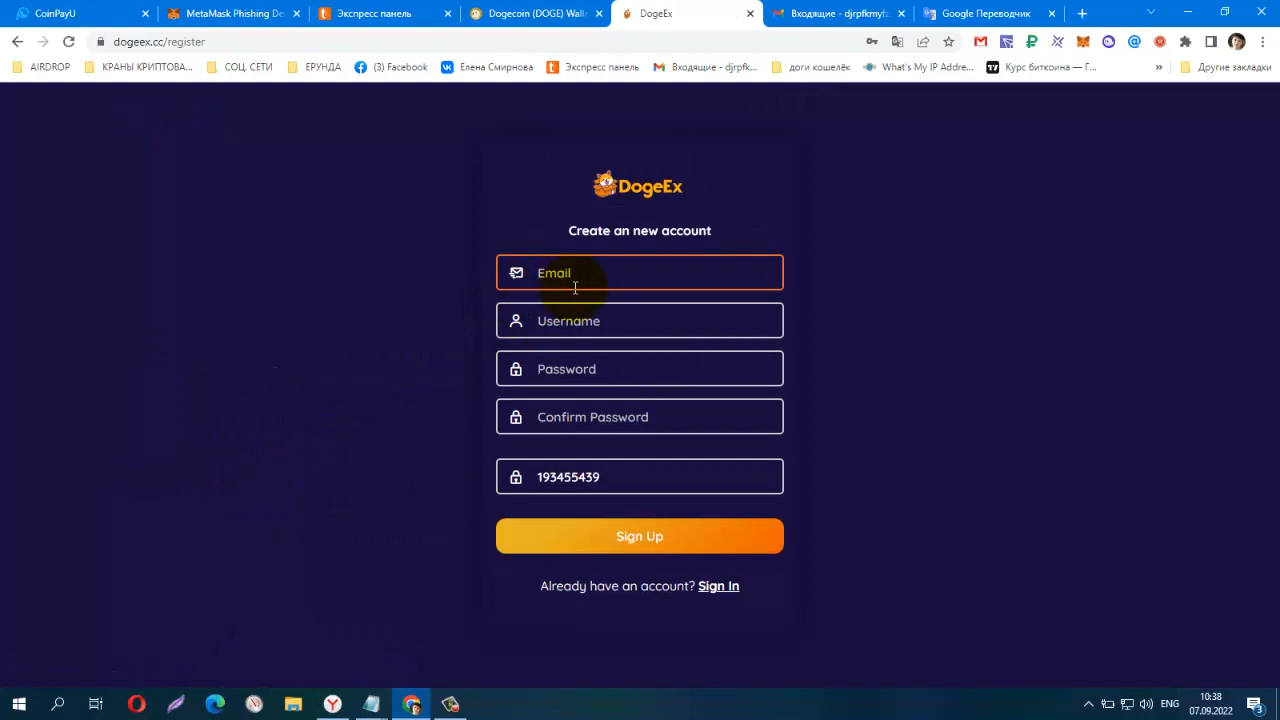 CoinPayU
MetaMask Phishing De
Экспресс панель
Dogecoin (DOGE) Wall
DogeEx
Входящие - djrpfkmyfz
Google Переводчик
dogeex.cc/register
AIRDROP
КРАНЫ КРИПТОВА...
СОЦ. СЕТИ
ЕРУНДА
(3) Facebook
Елена Смирнова
Экспресс панель
Входящие - djrpfk...
доги кошелёк
What's My IP Addre...
Курс биткоина — Г...
»
Другие закладки
DogeEx
Create an new account
Email
Username
Password
Confirm Password
193455439
Sign Up
Already have an account? Sign In
ENG
10:38
07.09.2022
3